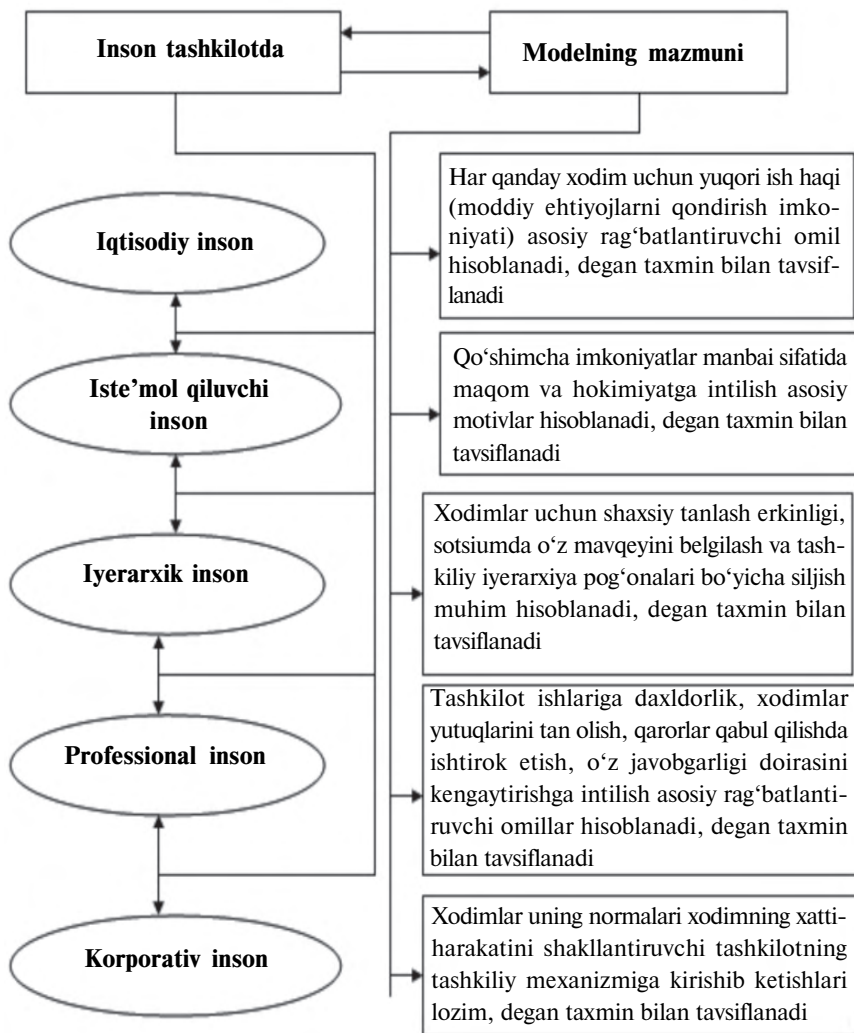 Inson tashkilotda
Modelning mazmuni
Iqtisodiy inson
Har qanday xodim uchun yuqori ish haqi
(moddiy ehtiyojlarni qondirish imko-
niyati) asosiy rag‘batlantiruvchi omil
hisoblanadi, degan taxmin bilan tavsif-
lanadi
Iste’mol qiluvchi
inson
Qo‘shimcha imkoniyatlar manbai sifatida
maqom va hokimiyatga intilish asosiy
motivlar hisoblanadi, degan taxmin bilan
tavsiflanadi
Iyerarxik inson
Xodimlar uchun shaxsiy tanlash erkinligi,
sotsiumda o‘z mavqeyini belgilash va tash-
kiliy iyerarxiya pog‘onalari bo‘yicha siljish
muhim hisoblanadi, degan taxmin bilan
tavsiflanadi
Professional inson
Tashkilot ishlariga daxldorlik, xodimlar
yutuqlarini tan olish, qarorlar qabul qilishda
ishtirok etish, o‘z javobgarligi doirasini
kengaytirishga intilish asosiy rag‘batlanti-
ruvchi omillar hisoblanadi, degan taxmin
bilan tavsiflanadi
Korporativ inson
Xodimlar uning normalari xodimning xatti-
harakatini shakllantiruvchi tashkilotning
tashkiliy mexanizmiga kirishib ketishlari
lozim, degan taxmin bilan tavsiflanadi